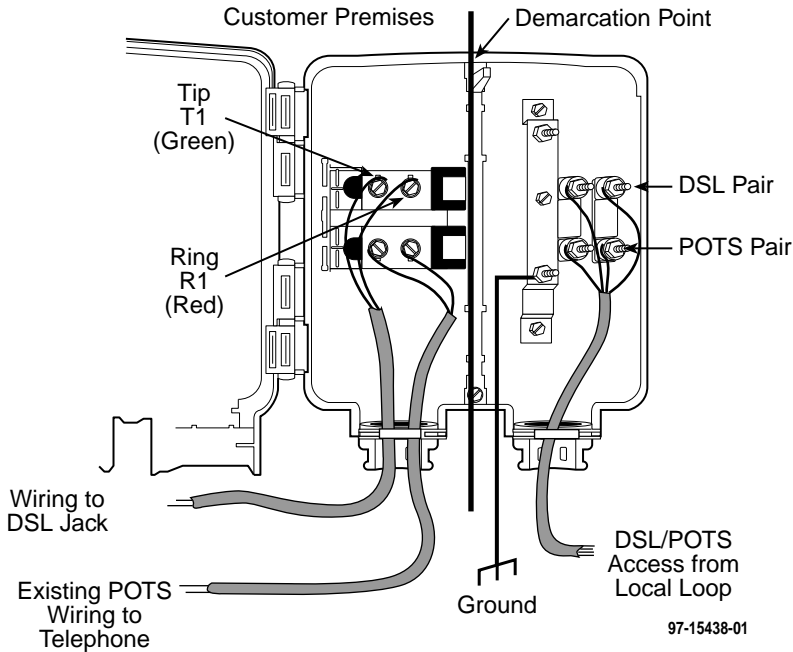 Customer Premises
Demarcation Point
Tip
T1
(Green)
DSL Pair
POTS Pair
Ring
R1
(Red)
Wiring to
DSL Jack
DSL/POTS
Access from
Local Loop
Existing POTS
Wiring to
Telephone
Ground
97-15438-01